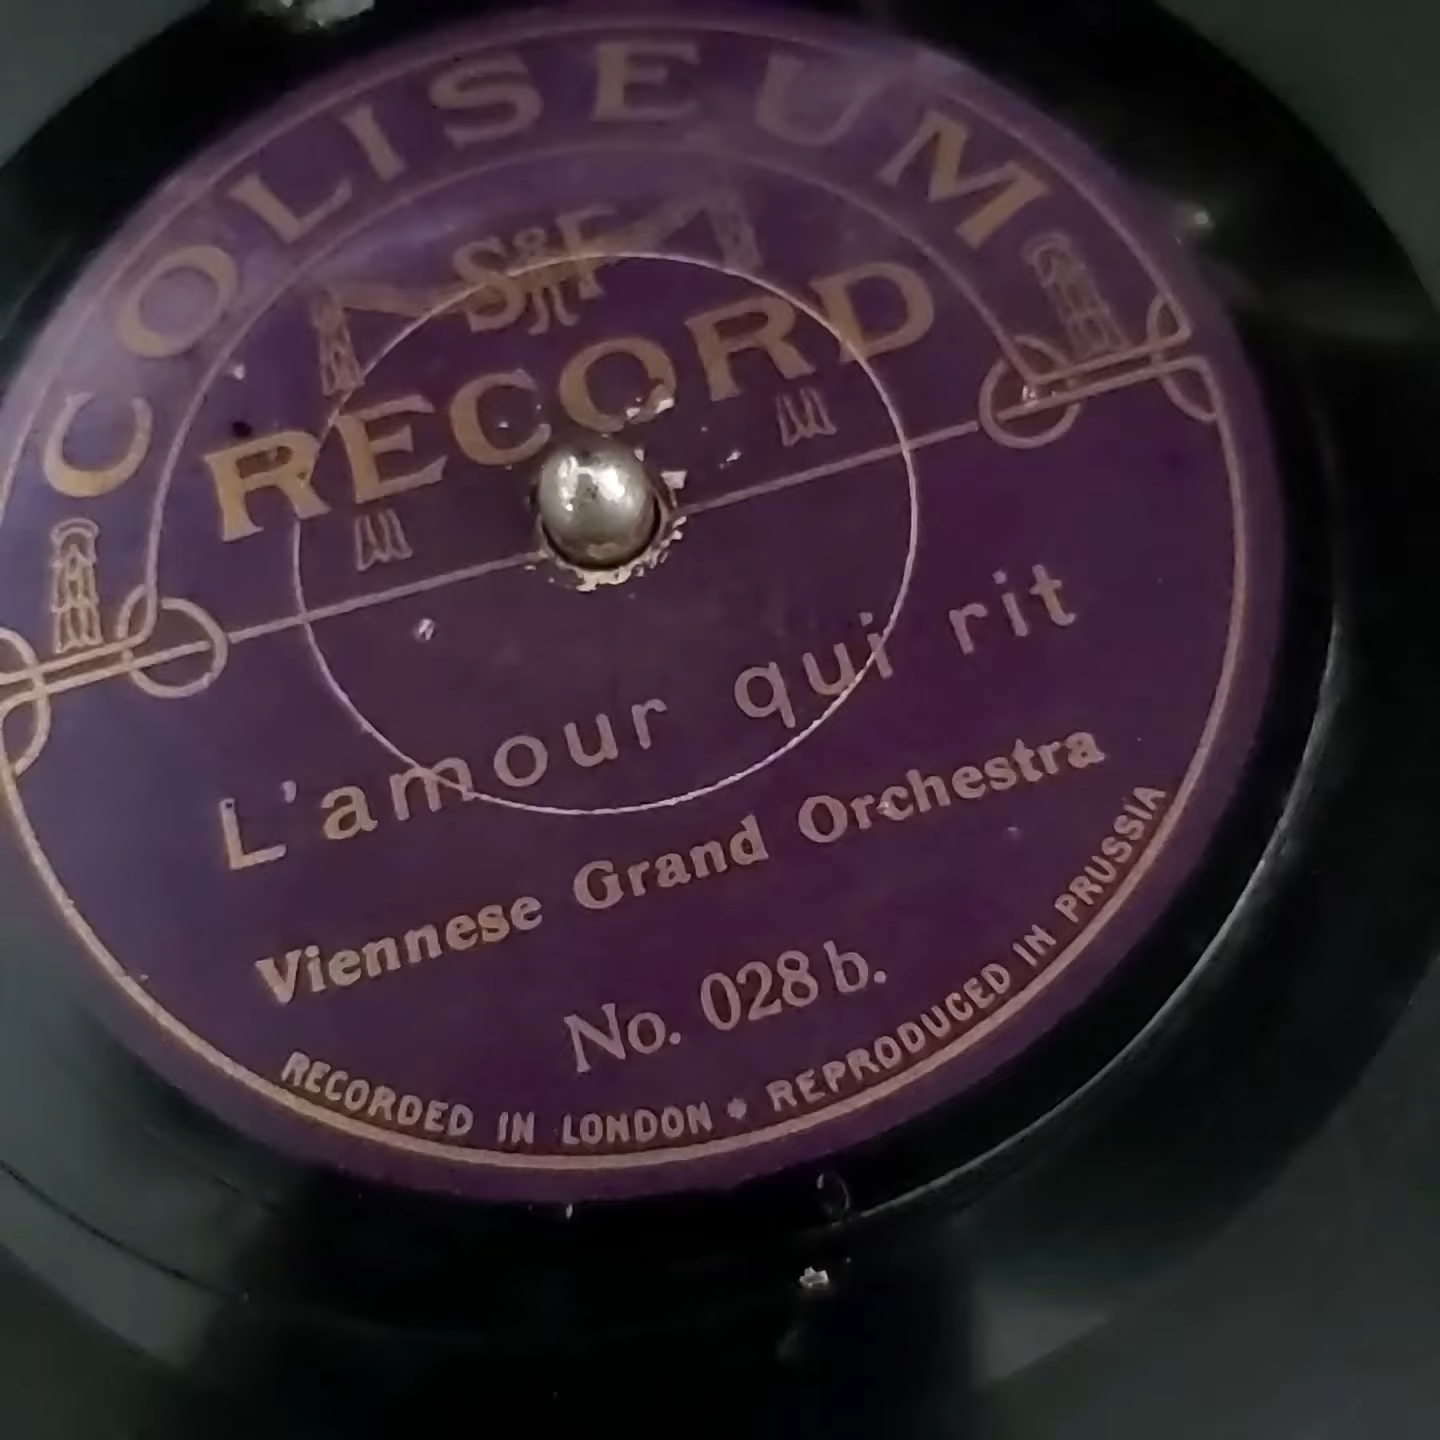 COLISEUM
S&F
RECORD
L'amour qui rit
Viennese Grand Orchestra
No. 028 b.
RECORDED IN LONDON * REPRODUCED IN PRUSSIA